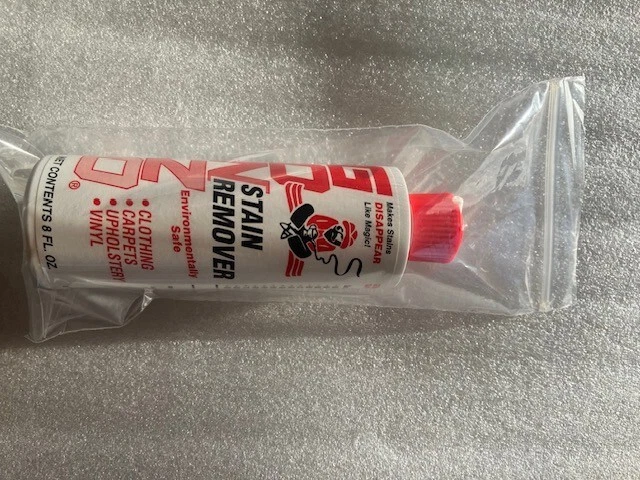 GONZO®
Makes Stains
DISAPPEAR
Like Magic!
STAIN
REMOVER
Environmentally
Safe
• CLOTHING
• CARPETS
• UPHOLSTERY
• VINYL
NET CONTENTS 8 FL. OZ